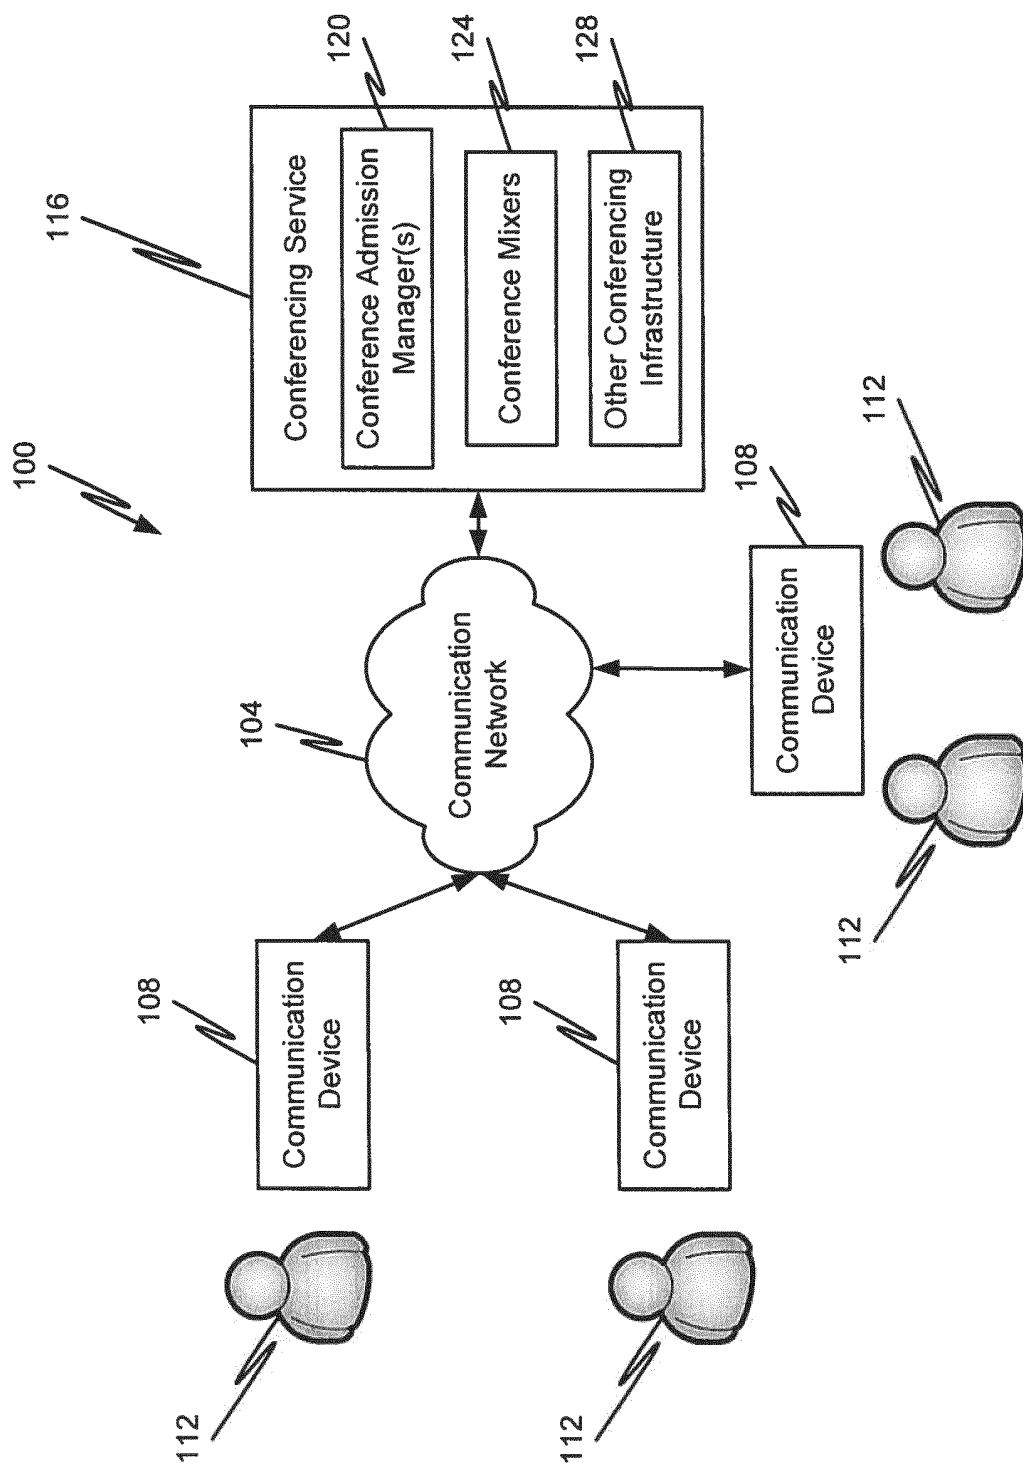 100
116
Conferencing Service
120
Conference Admission
Manager(s)
124
Conference Mixers
128
Other Conferencing
Infrastructure
104
Communication
Network
108
Communication
Device
112
108
Communication
Device
112
108
Communication
Device
112
112